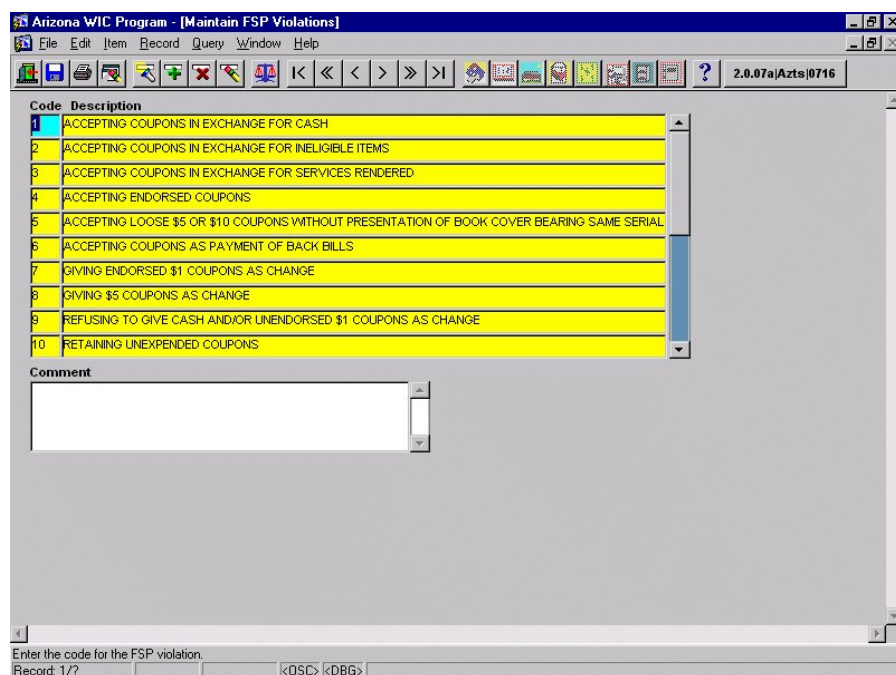 Arizona WIC Program - [Maintain FSP Violations]
File Edit Item Record Query Window Help
2.0.07a|Azts|0716
Code Description
1 ACCEPTING COUPONS IN EXCHANGE FOR CASH
2 ACCEPTING COUPONS IN EXCHANGE FOR INELIGIBLE ITEMS
3 ACCEPTING COUPONS IN EXCHANGE FOR SERVICES RENDERED
4 ACCEPTING ENDORSED COUPONS
5 ACCEPTING LOOSE $5 OR $10 COUPONS WITHOUT PRESENTATION OF BOOK COVER BEARING SAME SERIAL
6 ACCEPTING COUPONS AS PAYMENT OF BACK BILLS
7 GIVING ENDORSED $1 COUPONS AS CHANGE
8 GIVING $5 COUPONS AS CHANGE
9 REFUSING TO GIVE CASH AND/OR UNENDORSED $1 COUPONS AS CHANGE
10 RETAINING UNEXPENDED COUPONS
Comment
Enter the code for the FSP violation.
Record: 1/? <OSC> <DBG>